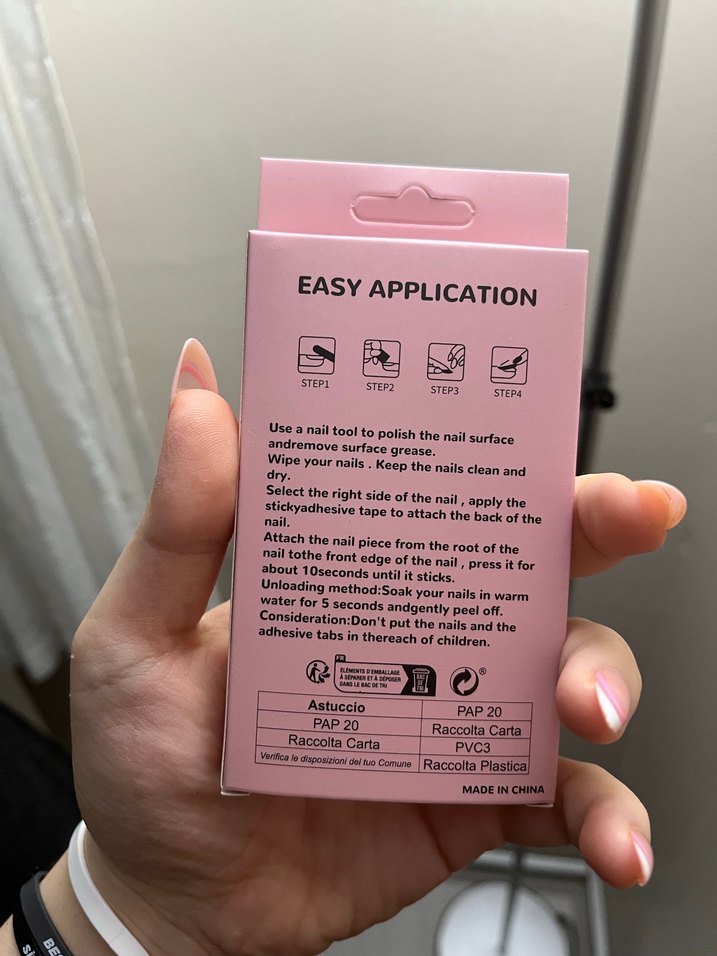 EASY APPLICATION
STEP1 STEP2 STEP3 STEP4
Use a nail tool to polish the nail surface
andremove surface grease.
Wipe your nails . Keep the nails clean and
dry.
Select the right side of the nail , apply the
stickyadhesive tape to attach the back of the
nail.
Attach the nail piece from the root of the
nail tothe front edge of the nail , press it for
about 10seconds until it sticks.
Unloading method:Soak your nails in warm
water for 5 seconds andgently peel off.
Consideration:Don't put the nails and the
adhesive tabs in thereach of children.
FR
ÉLÉMENTS D'EMBALLAGE
À SÉPARER ET À DÉPOSER
DANS LE BAC DE TRI
BAC
DE
TRI
®
Astuccio
PAP 20
Raccolta Carta
Verifica le disposizioni del tuo Comune
PAP 20
Raccolta Carta
PVC3
Raccolta Plastica
MADE IN CHINA